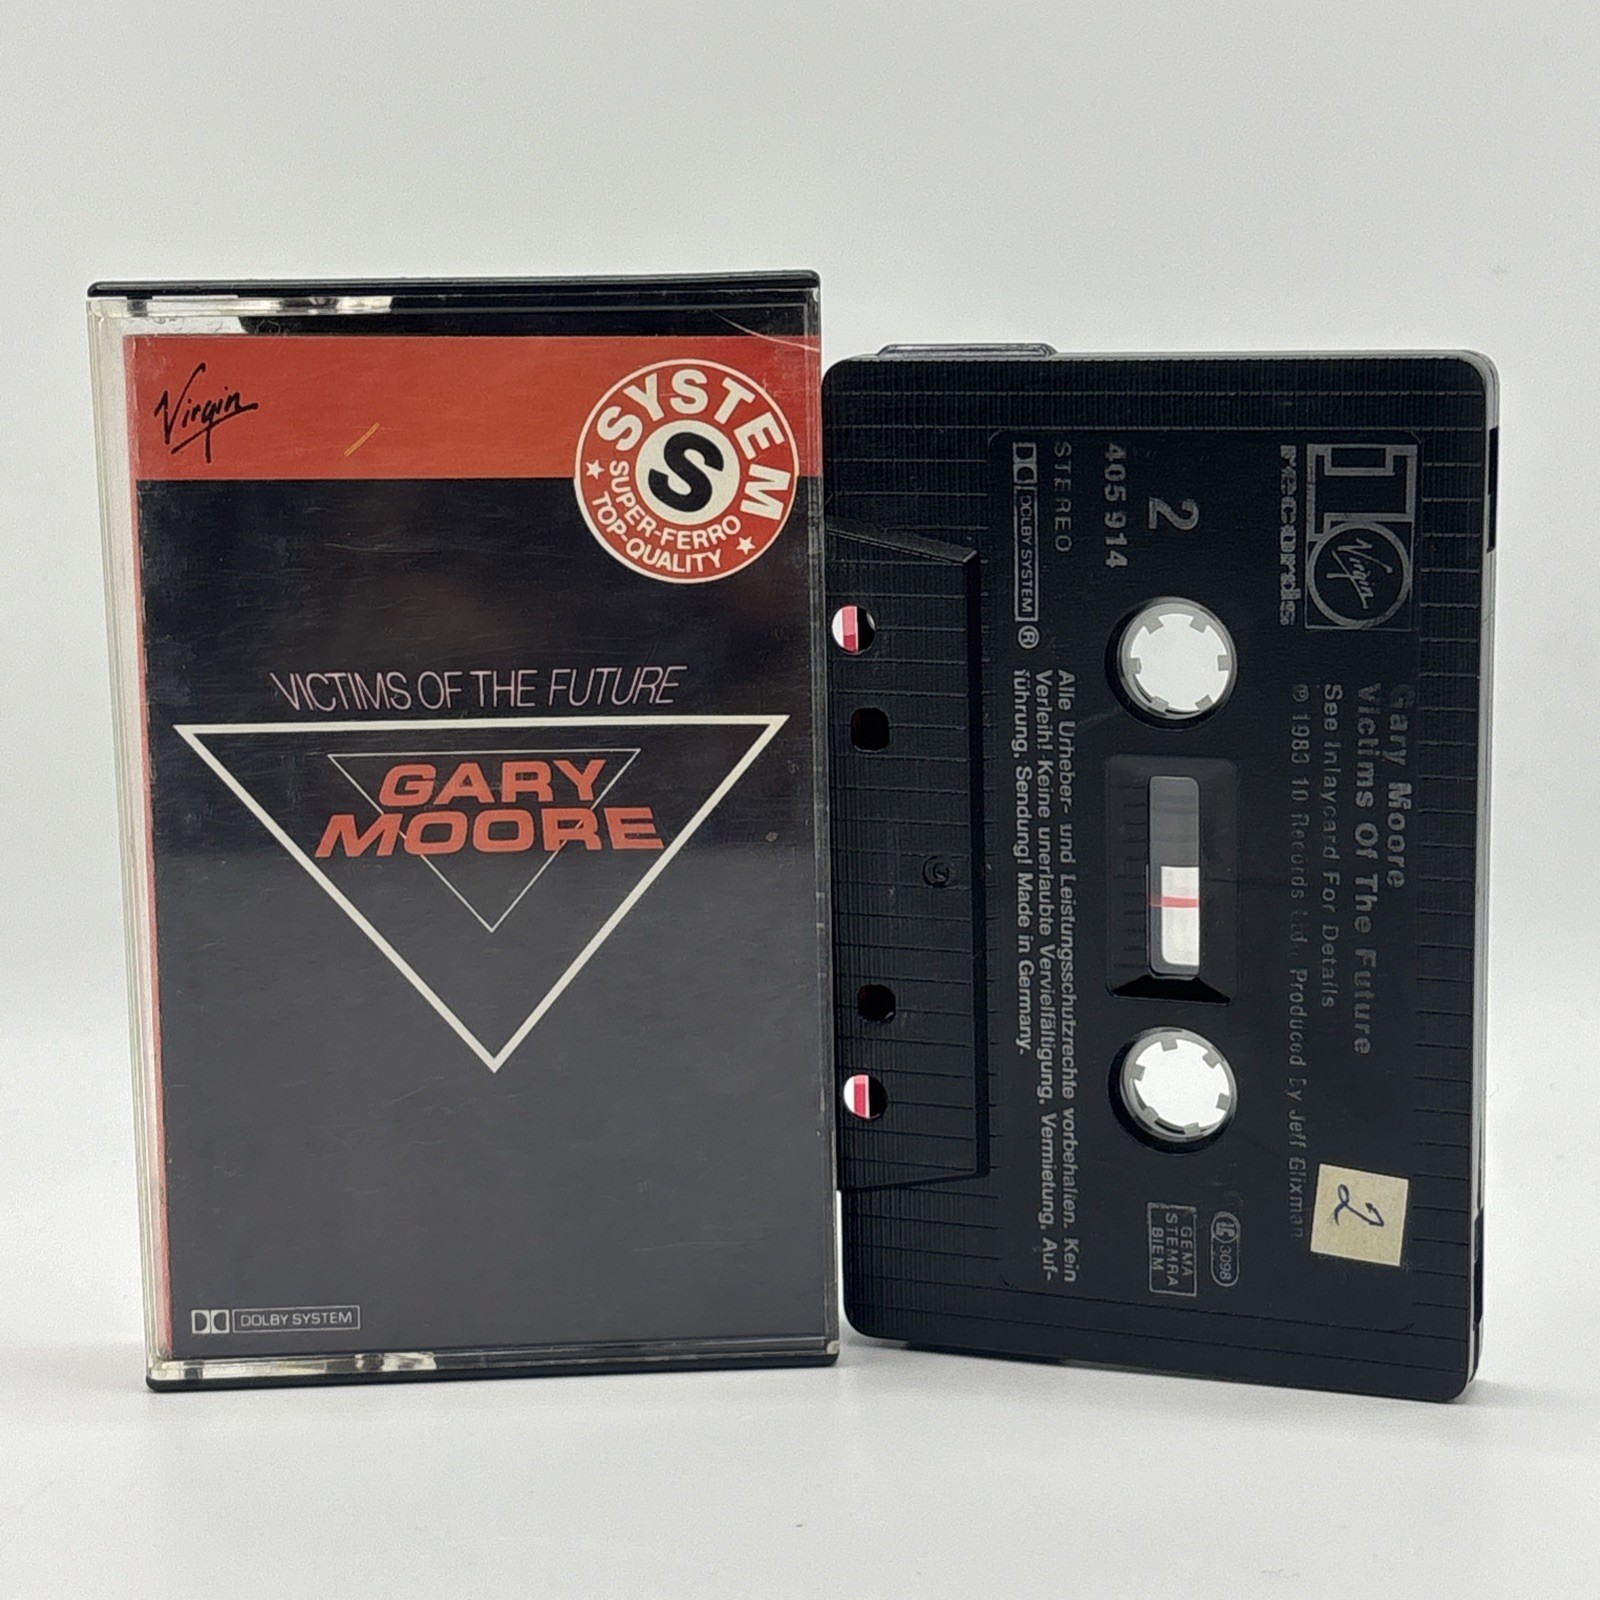 Virgin
SYSTEM
S
★ SUPER-FERRO ★
TOP-QUALITY
VICTIMS OF THE FUTURE
GARY
MOORE
DOLBY SYSTEM
10
Virgin
records
Gary Moore
Victims Of The Future
See Inlaycard For Details
℗ 1983 10 Records Ltd. Produced By Jeff Glixman
2
2
405 914
STEREO
DOLBY SYSTEM ®
LC 3098
GEMA
STEMRA
BIEM
Alle Urheber- und Leistungsschutzrechte vorbehalten. Kein
Verleih! Keine unerlaubte Vervielfältigung, Vermietung, Auf-
führung, Sendung! Made in Germany.